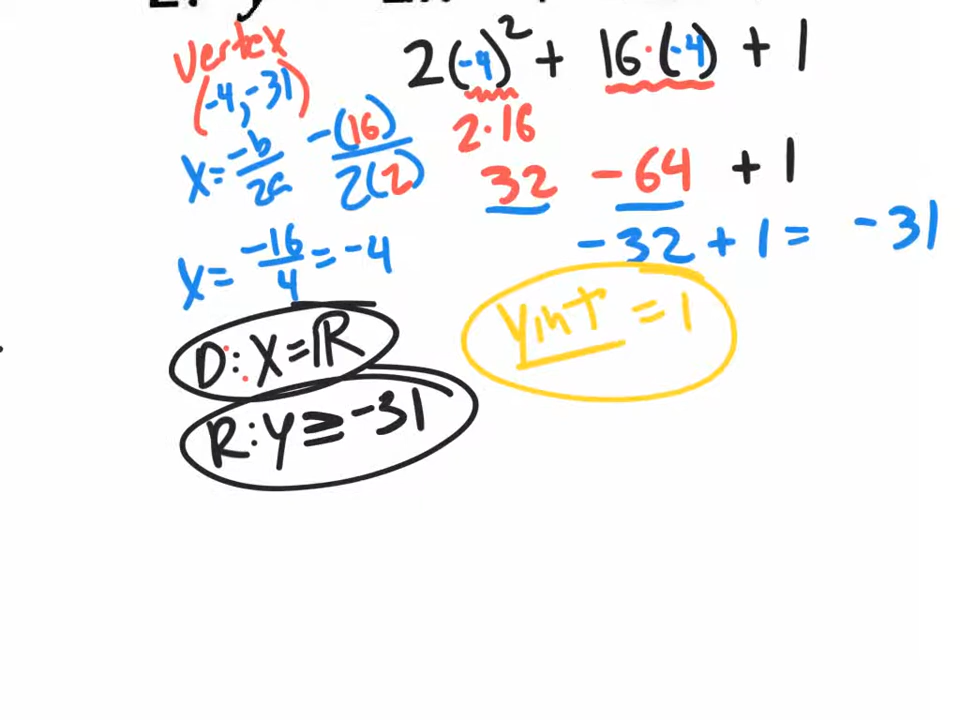 vertex
(-4, -31)
x = -b/2a
-(16)/2(2)
x = -16/4 = -4
2(-4)² + 16·(-4) + 1
2·16
32 -64 +1
-32 + 1 = -31
D: X=ℝ
R: y ≥ -31
yint = 1